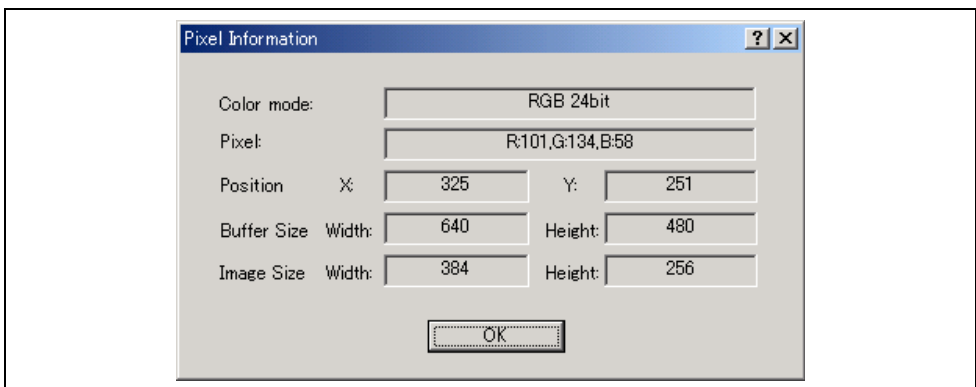 Pixel Information
Color mode: RGB 24bit
Pixel: R:101,G:134,B:58
Position X: 325 Y: 251
Buffer Size Width: 640 Height: 480
Image Size Width: 384 Height: 256
OK